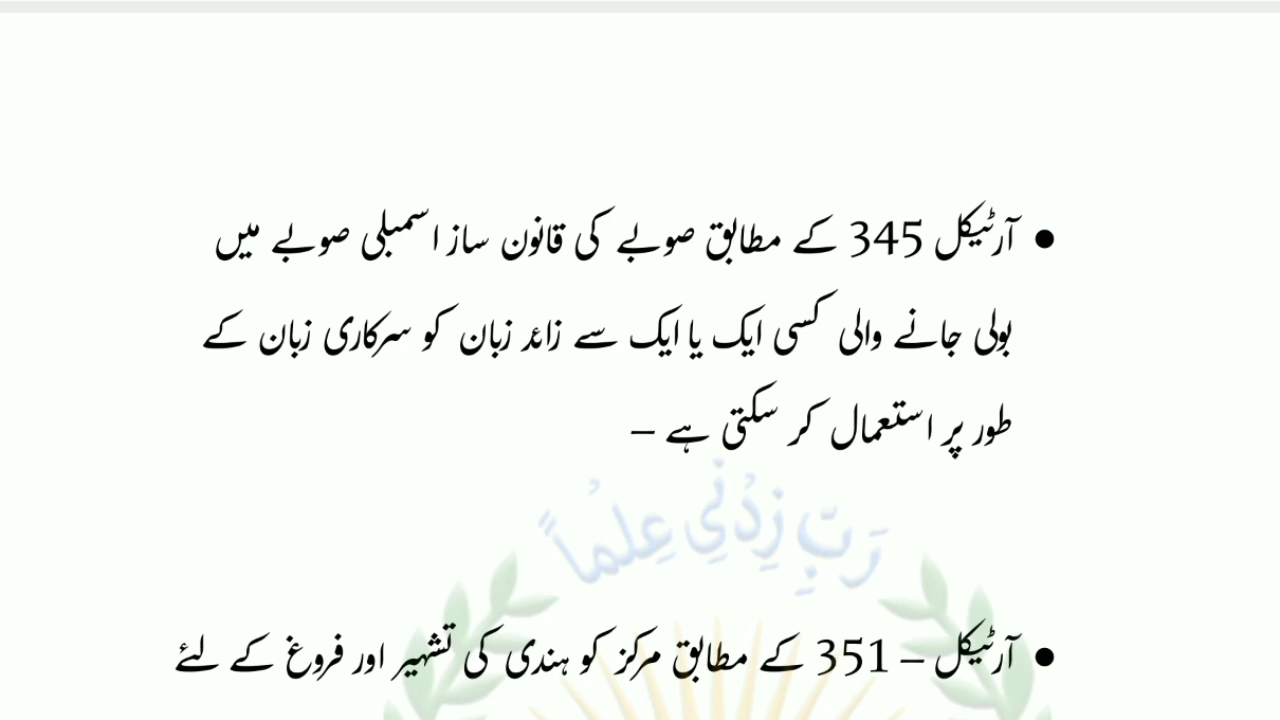 ● آرٹیکل 345 کے مطابق صوبے کی قانون ساز اسمبلی صوبے میں
بولی جانے والی کسی ایک یا ایک سے زائد زبان کو سرکاری زبان کے
طور پر استعمال کر سکتی ہے –
رَبِّ زِدْنِي عِلْماً
● آرٹیکل – 351 کے مطابق مرکز کو ہندی کی تشہیر اور فروغ کے لئے